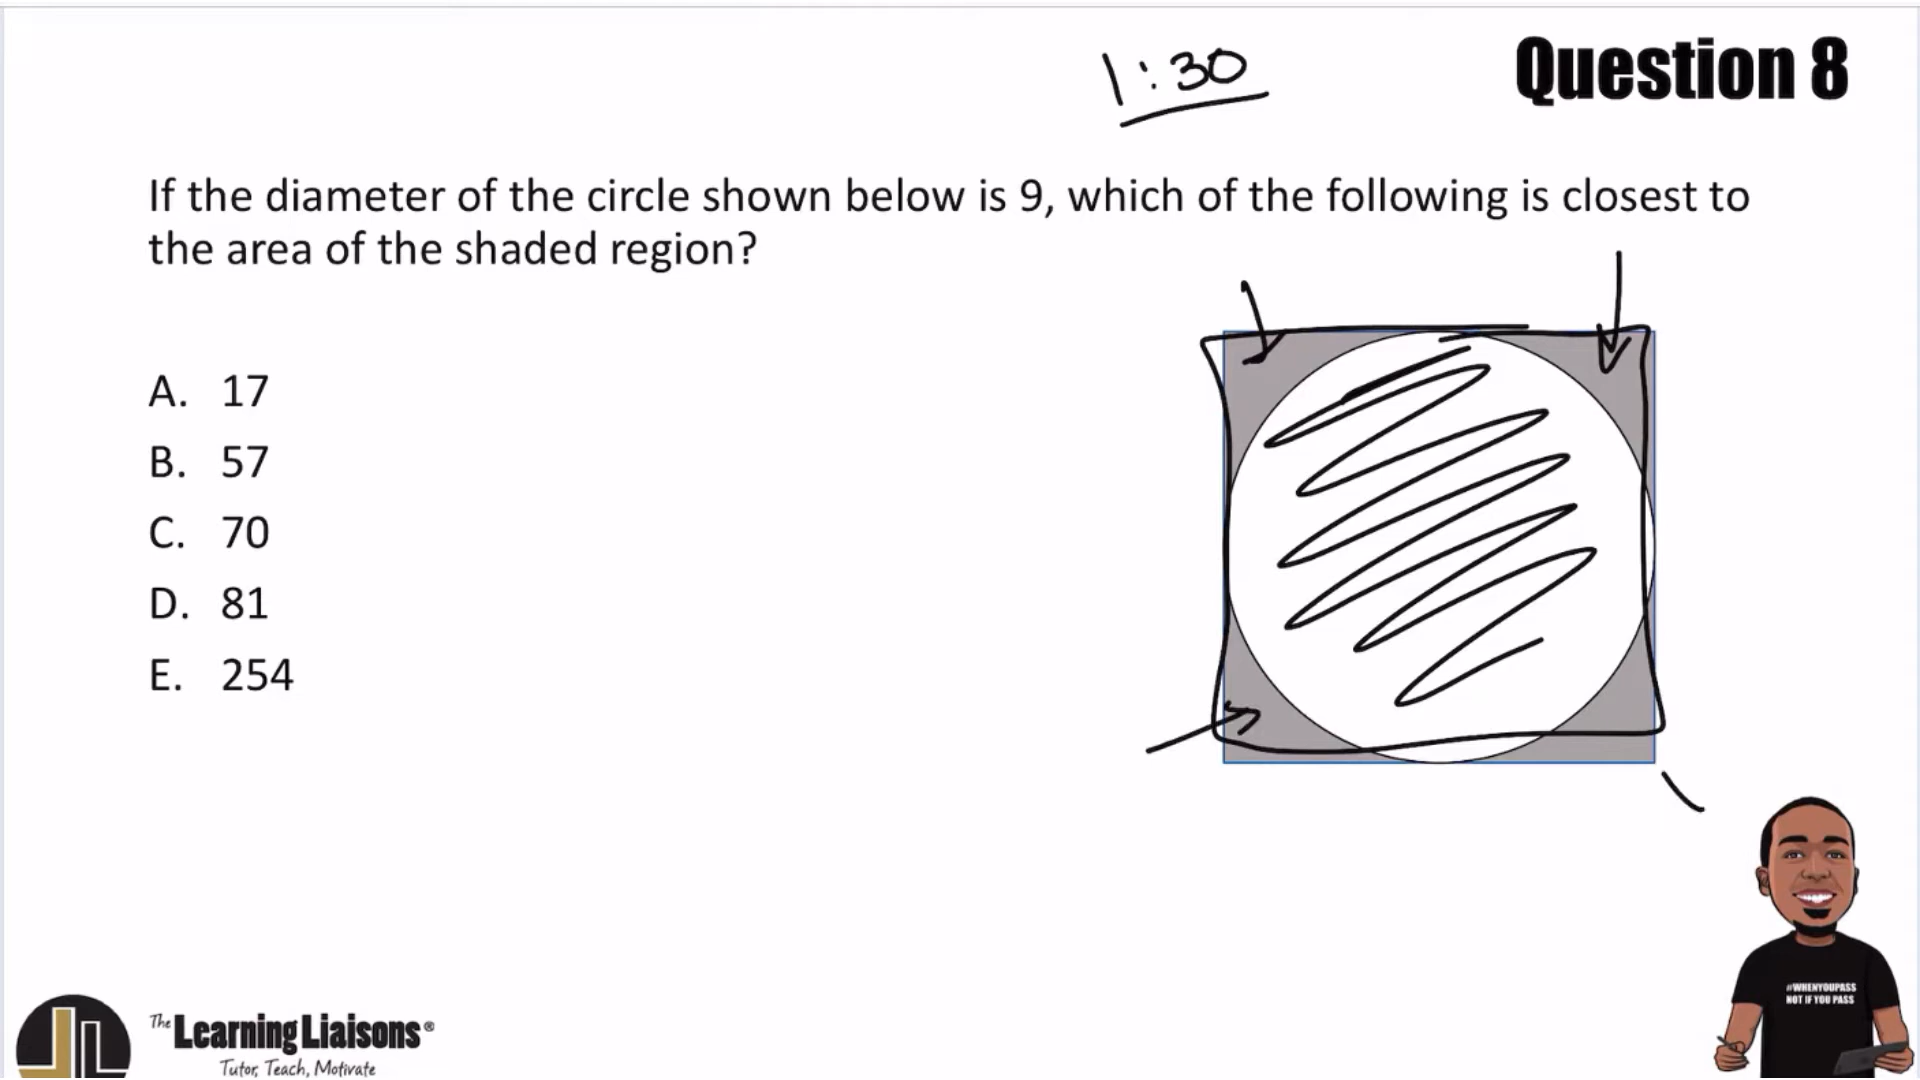 1:30
Question 8
If the diameter of the circle shown below is 9, which of the following is closest to
the area of the shaded region?
A. 17
B. 57
C. 70
D. 81
E. 254
#WHENYOUPASS
NOT IF YOU PASS
The Learning Liaisons®
Tutor, Teach, Motivate